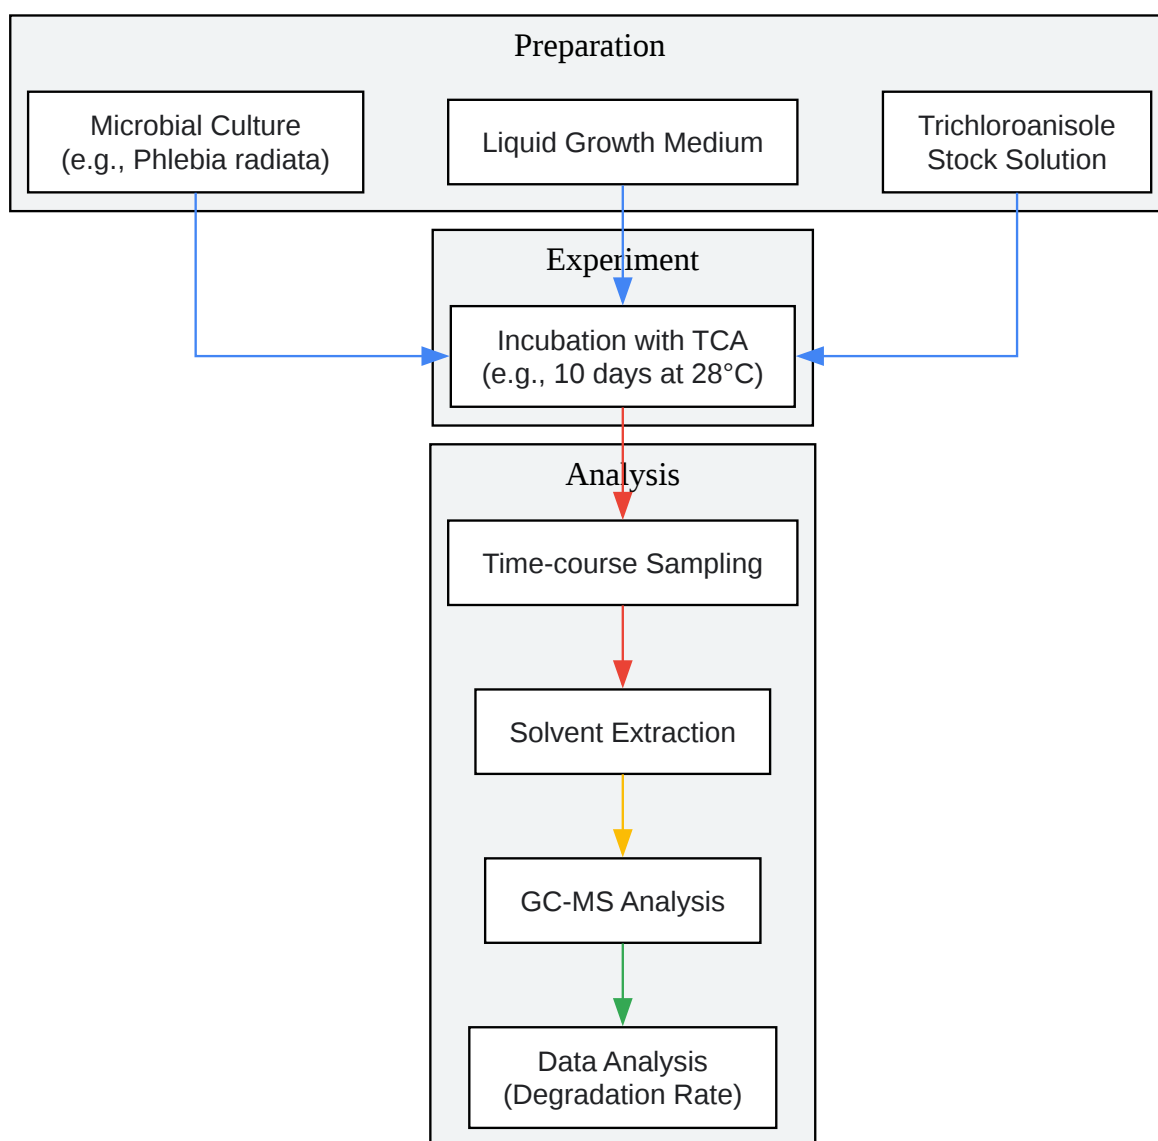 Preparation
Microbial Culture
(e.g., Phlebia radiata)
Liquid Growth Medium
Trichloroanisole
Stock Solution
Experiment
Incubation with TCA
(e.g., 10 days at 28°C)
Analysis
Time-course Sampling
Solvent Extraction
GC-MS Analysis
Data Analysis
(Degradation Rate)